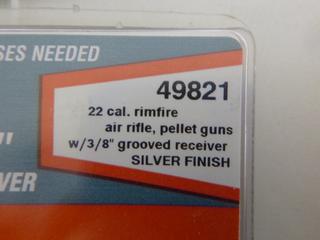 SES NEEDED
49821
22 cal. rimfire
air rifle, pellet guns
w/3/8" grooved receiver
SILVER FINISH
"
VER